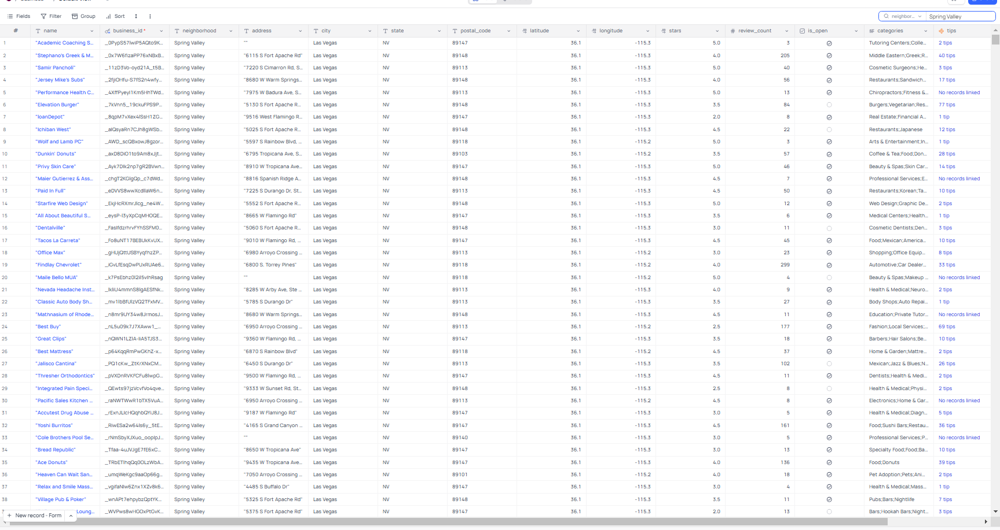 Fields Filter Group Sort neighbor... Spring Valley
# name business_id * neighborhood address city state postal_code latitude longitude stars review_count is_open categories tips
1 "Academic Coaching S... Spring Valley "" Las Vegas NV 89147 36.1 -115.3 5.0 3 Tutoring Centers;Colle... 2 tips
2 "Stephano's Greek & M... Spring Valley "6115 S Fort Apache Rd" Las Vegas NV 89148 36.1 -115.3 4.0 205 Middle Eastern;Greek;R... 40 tips
3 "Samir Pancholi" Spring Valley "7220 S Cimarron Rd, S... Las Vegas NV 89113 36.1 -115.3 5.0 40 Cosmetic Surgeons;He... 3 tips
4 "Jersey Mike's Subs" Spring Valley "8680 W Warm Springs... Las Vegas NV 89148 36.1 -115.3 4.0 56 Restaurants;Sandwich... 17 tips
5 "Performance Health C... Spring Valley "7975 W Badura Ave, S... Las Vegas NV 89113 36.1 -115.3 5.0 13 Chiropractors;Fitness &... No records linked
6 "Elevation Burger" Spring Valley "5130 S Fort Apache R... Las Vegas NV 89148 36.1 -115.3 3.5 84 Burgers;Vegetarian;Res... 77 tips
7 "loanDepot" Spring Valley "9516 West Flamingo R... Las Vegas NV 89147 36.1 -115.3 2.0 8 Real Estate;Financial A... 1 tip
8 "Ichiban West" Spring Valley "5025 S Fort Apache R... Las Vegas NV 89148 36.1 -115.3 4.5 22 Restaurants;Japanese 12 tips
9 "Wolf and Lamb PC" Spring Valley "5597 S Rainbow Blvd, ... Las Vegas NV 89118 36.1 -115.2 5.0 3 Arts & Entertainment;In... 1 tip
10 "Dunkin' Donuts" Spring Valley "6795 Tropicana Ave, S... Las Vegas NV 89103 36.1 -115.2 3.5 57 Coffee & Tea;Food;Don... 28 tips
11 "Privy Skin Care" Spring Valley "8910 W Tropicana Ave... Las Vegas NV 89147 36.1 -115.3 5.0 46 Beauty & Spas;Skin Car... 14 tips
12 "Maier Gutierrez & Ass... Spring Valley "8816 Spanish Ridge A... Las Vegas NV 89148 36.1 -115.3 4.5 7 Professional Services;E... No records linked
13 "Paid In Full" Spring Valley "7225 S Durango Dr, St... Las Vegas NV 89113 36.1 -115.3 4.5 50 Restaurants;Korean;Ta... 10 tips
14 "Starfire Web Design" Spring Valley "5552 S Fort Apache R... Las Vegas NV 89148 36.1 -115.3 5.0 12 Web Design;Graphic De... 2 tips
15 "All About Beautiful S... Spring Valley "8665 W Flamingo Rd" Las Vegas NV 89147 36.1 -115.3 3.5 6 Medical Centers;Health... 1 tip
16 "Dentalville" Spring Valley "5060 S Fort Apache R... Las Vegas NV 89148 36.1 -115.3 3.0 11 Cosmetic Dentists;Den... 3 tips
17 "Tacos La Carreta" Spring Valley "9010 W Flamingo Rd, ... Las Vegas NV 89147 36.1 -115.3 4.5 45 Food;Mexican;America... 10 tips
18 "Office Max" Spring Valley "6980 Arroyo Crossing ... Las Vegas NV 89113 36.1 -115.2 3.0 23 Shopping;Office Equip... 8 tips
19 "Findlay Chevrolet" Spring Valley "6800 S. Torrey Pines" Las Vegas NV 89118 36.1 -115.2 4.0 299 Automotive;Car Dealer... 33 tips
20 "Maile Bello MUA" Spring Valley "" Las Vegas NV 89118 36.1 -115.2 5.0 4 Beauty & Spas;Makeup ... No records linked
21 "Nevada Headache Inst... Spring Valley "8285 W Arby Ave, Ste ... Las Vegas NV 89113 36.1 -115.3 4.0 9 Health & Medical;Neuro... 2 tips
22 "Classic Auto Body Sh... Spring Valley "5785 S Durango Dr" Las Vegas NV 89113 36.1 -115.3 3.5 27 Body Shops;Auto Repai... 1 tip
23 "Mathnasium of Rhode... Spring Valley "8680 W Warm Springs... Las Vegas NV 89148 36.1 -115.3 4.5 11 Education;Private Tutor... No records linked
24 "Best Buy" Spring Valley "6950 Arroyo Crossing ... Las Vegas NV 89113 36.1 -115.2 2.5 177 Fashion;Local Services;... 69 tips
25 "Great Clips" Spring Valley "9360 W Flamingo Rd, ... Las Vegas NV 89147 36.1 -115.3 3.5 18 Barbers;Hair Salons;Be... 10 tips
26 "Best Mattress" Spring Valley "6870 S Rainbow Blvd" Las Vegas NV 89118 36.1 -115.2 4.5 37 Home & Garden;Mattre... 2 tips
27 "Jalisco Cantina" Spring Valley "6450 S Durango Dr" Las Vegas NV 89113 36.1 -115.3 3.5 102 Mexican;Jazz & Blues;N... 26 tips
28 "Thresher Orthodontics" Spring Valley "9500 W Flamingo Rd, ... Las Vegas NV 89147 36.1 -115.3 4.5 11 Dentists;Health & Medi... 2 tips
29 "Integrated Pain Speci... Spring Valley "9333 W Sunset Rd, St... Las Vegas NV 89148 36.1 -115.3 2.5 8 Health & Medical;Physi... 2 tips
30 "Pacific Sales Kitchen ... Spring Valley "6950 Arroyo Crossing ... Las Vegas NV 89113 36.1 -115.2 4.5 8 Electronics;Home & Gar... No records linked
31 "Accutest Drug Abuse ... Spring Valley "9187 W Flamingo Rd" Las Vegas NV 89147 36.1 -115.3 3.0 5 Health & Medical;Diagn... 5 tips
32 "Yoshi Burritos" Spring Valley "4165 S Grand Canyon ... Las Vegas NV 89147 36.1 -115.3 4.5 161 Food;Sushi Bars;Restau... 36 tips
33 "Cole Brothers Pool Se... Spring Valley "" Las Vegas NV 89140 36.1 -115.3 3.0 5 Professional Services;P... No records linked
34 "Bread Republic" Spring Valley "8650 W Tropicana Ave" Las Vegas NV 89147 36.1 -115.3 3.0 13 Specialty Food;Food;Ba... 10 tips
35 "Ace Donuts" Spring Valley "9435 W Tropicana Ave... Las Vegas NV 89147 36.1 -115.3 4.0 136 Food;Donuts 39 tips
36 "Heaven Can Wait San... Spring Valley "7050 Arroyo Crossing ... Las Vegas NV 89101 36.1 -115.2 4.0 18 Pet Adoption;Pets;Ani... 2 tips
37 "Relax and Smile Mass... Spring Valley "4485 S Buffalo Dr" Las Vegas NV 89147 36.1 -115.3 3.0 4 Health & Medical;Mass... 1 tip
38 "Village Pub & Poker" Spring Valley "5325 S Fort Apache Rd" Las Vegas NV 89148 36.1 -115.3 3.5 11 Pubs;Bars;Nightlife 7 tips
Loung... Spring Valley "5375 S Fort Apache Rd" Las Vegas NV 89147 36.1 -115.3 2.0 13 Bars;Hookah Bars;Night... 3 tips
+ New record - Form